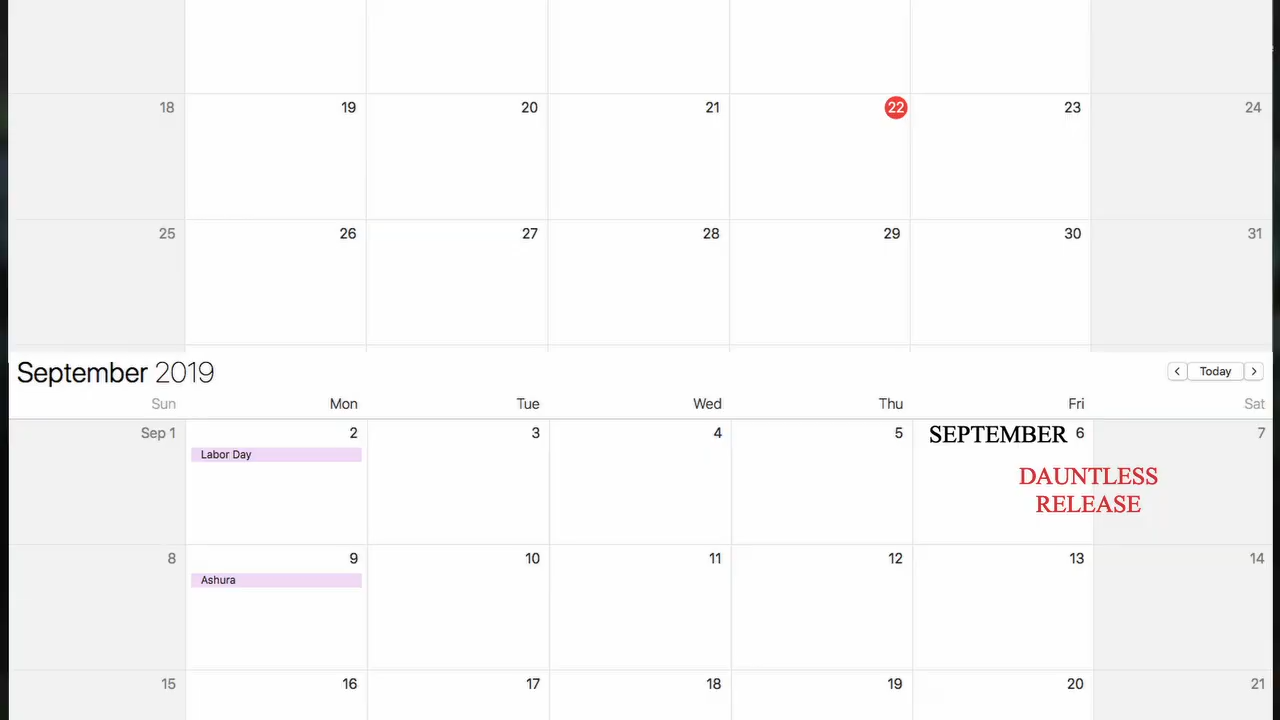 18 19 20 21 22 23 24
25 26 27 28 29 30 31
September 2019 < Today >
Sun Mon Tue Wed Thu Fri Sat
Sep 1 2 3 4 5 SEPTEMBER 6 7
Labor Day
DAUNTLESS
RELEASE
8 9 10 11 12 13 14
Ashura
15 16 17 18 19 20 21